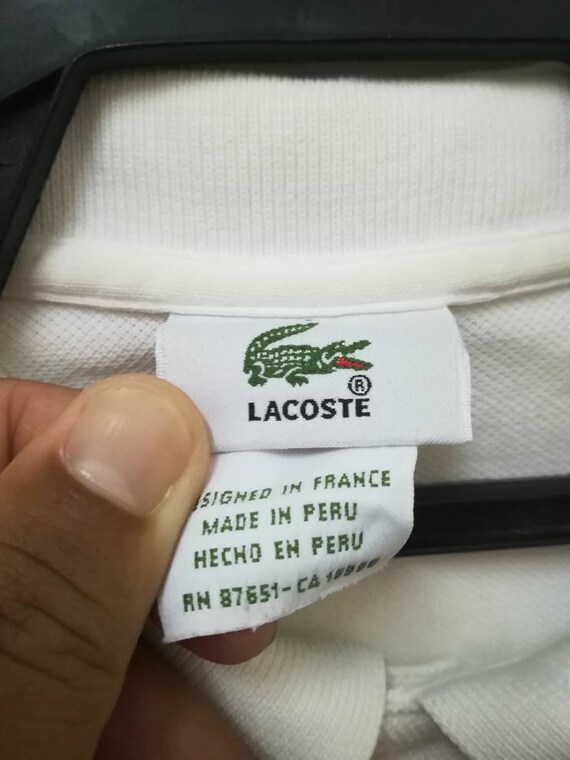 ®
LACOSTE
SIGNED IN FRANCE
MADE IN PERU
HECHO EN PERU
RN 87651-CA